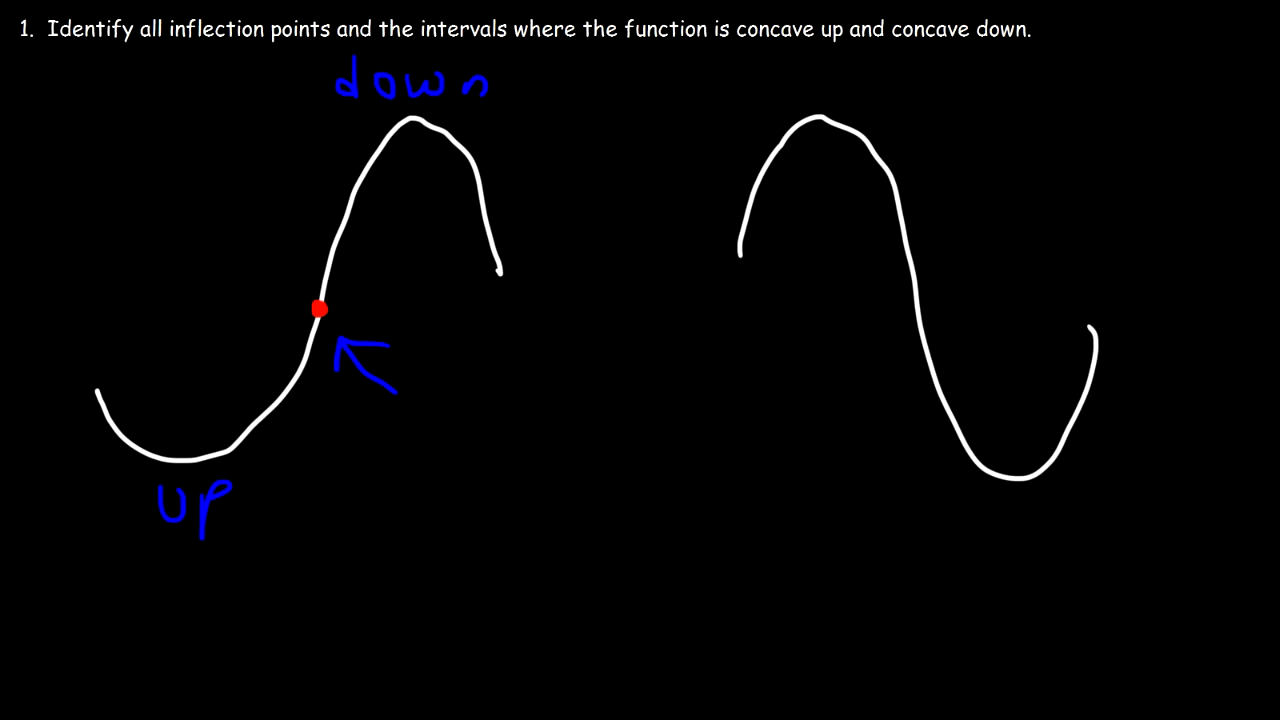 1. Identify all inflection points and the intervals where the function is concave up and concave down.
down
up